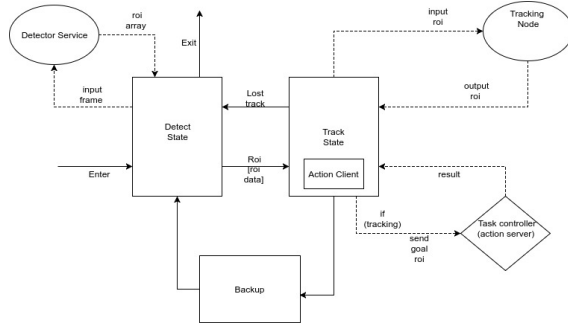 Detector Service
roi
array
Exit
input
roi
Tracking
Node
input
frame
Lost
track
output
roi
Detect
State
Track
State
Enter
Roi
[roi
data]
Action Client
result
if
(tracking)
send
goal
roi
Task controller
(action server)
Backup